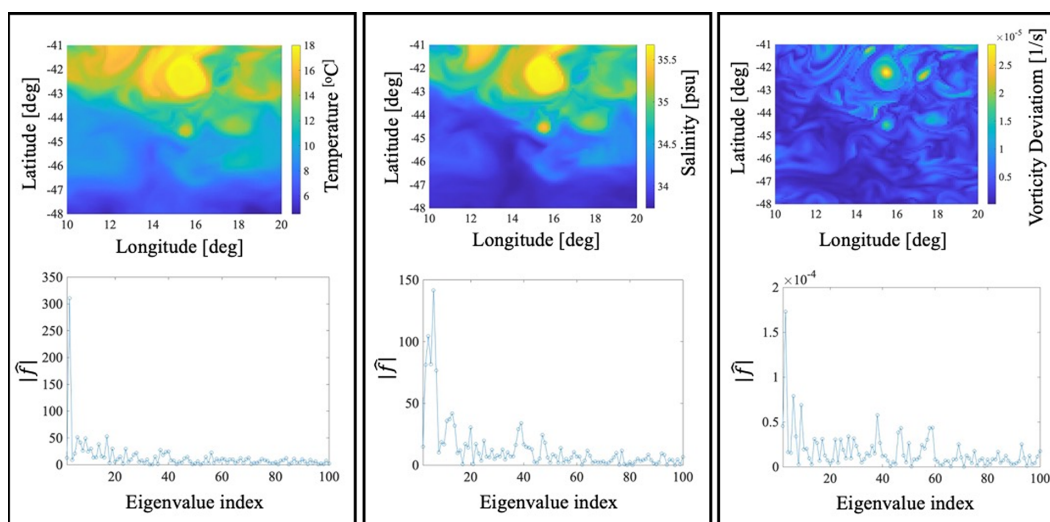 -41
-42
-43
-44
-45
-46
-47
-48
10 12 14 16 18 20
Latitude [deg]
Longitude [deg]
18
16
14
12
10
8
6
Temperature [°C]
-41
-42
-43
-44
-45
-46
-47
-48
10 12 14 16 18 20
Latitude [deg]
Longitude [deg]
35.5
35
34.5
34
Salinity [psu]
-41
-42
-43
-44
-45
-46
-47
-48
10 12 14 16 18 20
Latitude [deg]
Longitude [deg]
×10⁻⁵
2.5
2
1.5
1
0.5
Vorticity Deviatiom [1/s]
350
300
250
200
150
100
50
0
20 40 60 80 100
|f̂|
Eigenvalue index
150
100
50
0
20 40 60 80 100
|f̂|
Eigenvalue index
×10⁻⁴
2
1.5
1
0.5
0
20 40 60 80 100
|f̂|
Eigenvalue index